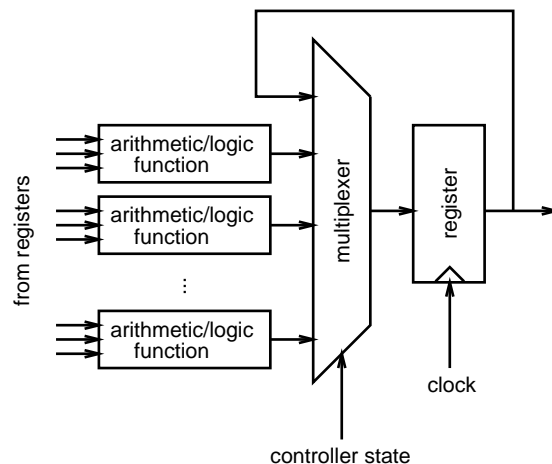 arithmetic/logic
function
arithmetic/logic
function
...
arithmetic/logic
function
from registers
multiplexer
register
clock
controller state